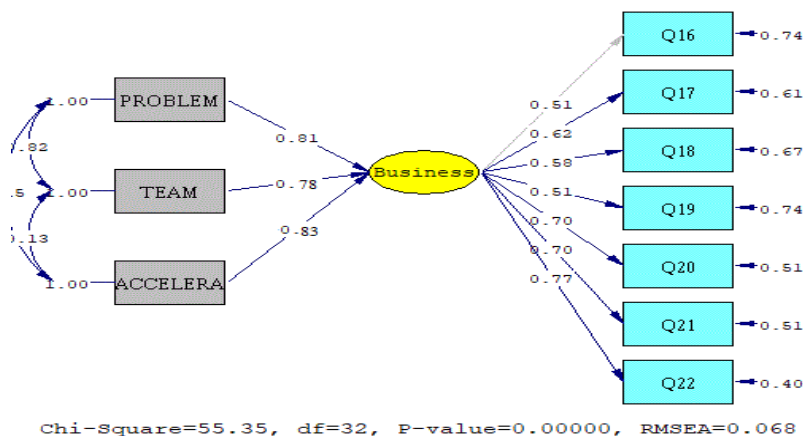 Q16
0.74
1.00
PROBLEM
0.51
Q17
0.61
0.81
0.62
.82
0.58
Q18
0.67
Business
1.00
TEAM
0.78
0.51
Q19
0.74
.5
0.83
0.70
0.13
0.70
Q20
0.51
1.00
ACCELERA
0.77
Q21
0.51
Q22
0.40
Chi-Square=55.35, df=32, P-value=0.00000, RMSEA=0.068